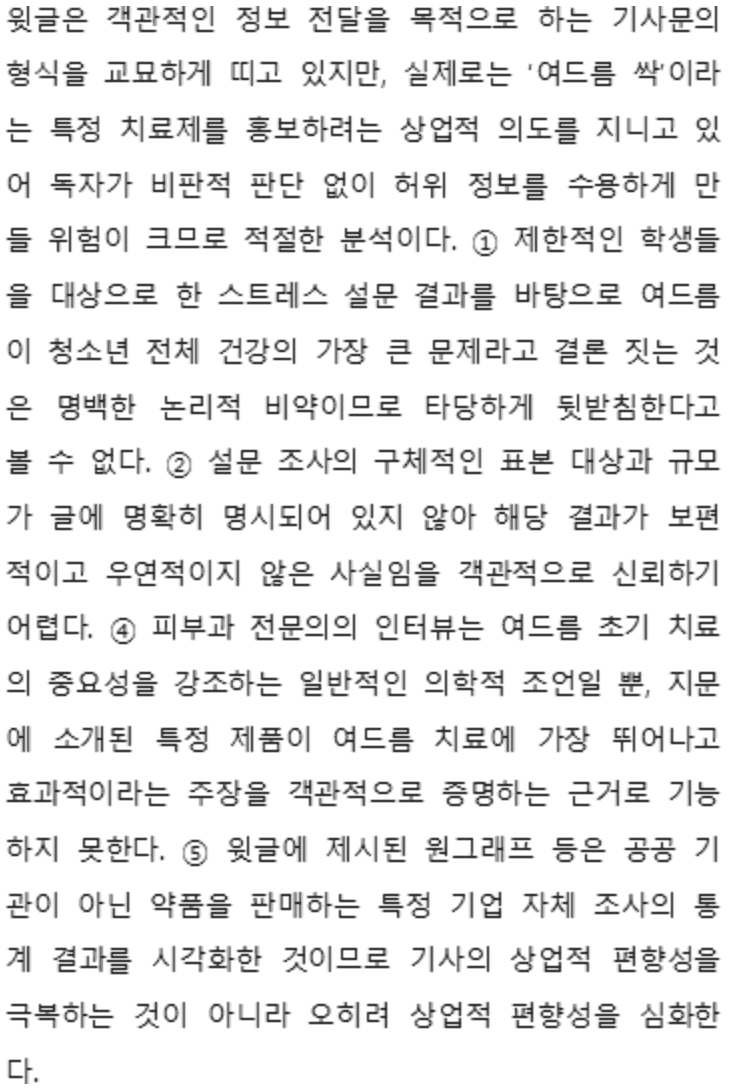 윗글은 객관적인 정보 전달을 목적으로 하는 기사문의
형식을 교묘하게 띠고 있지만, 실제로는 ‘여드름 싹’이라
는 특정 치료제를 홍보하려는 상업적 의도를 지니고 있
어 독자가 비판적 판단 없이 허위 정보를 수용하게 만
들 위험이 크므로 적절한 분석이다. ① 제한적인 학생들
을 대상으로 한 스트레스 설문 결과를 바탕으로 여드름
이 청소년 전체 건강의 가장 큰 문제라고 결론 짓는 것
은 명백한 논리적 비약이므로 타당하게 뒷받침한다고
볼 수 없다. ② 설문 조사의 구체적인 표본 대상과 규모
가 글에 명확히 명시되어 있지 않아 해당 결과가 보편
적이고 우연적이지 않은 사실임을 객관적으로 신뢰하기
어렵다. ④ 피부과 전문의의 인터뷰는 여드름 초기 치료
의 중요성을 강조하는 일반적인 의학적 조언일 뿐, 지문
에 소개된 특정 제품이 여드름 치료에 가장 뛰어나고
효과적이라는 주장을 객관적으로 증명하는 근거로 기능
하지 못한다. ⑤ 윗글에 제시된 원그래프 등은 공공 기
관이 아닌 약품을 판매하는 특정 기업 자체 조사의 통
계 결과를 시각화한 것이므로 기사의 상업적 편향성을
극복하는 것이 아니라 오히려 상업적 편향성을 심화한
다.